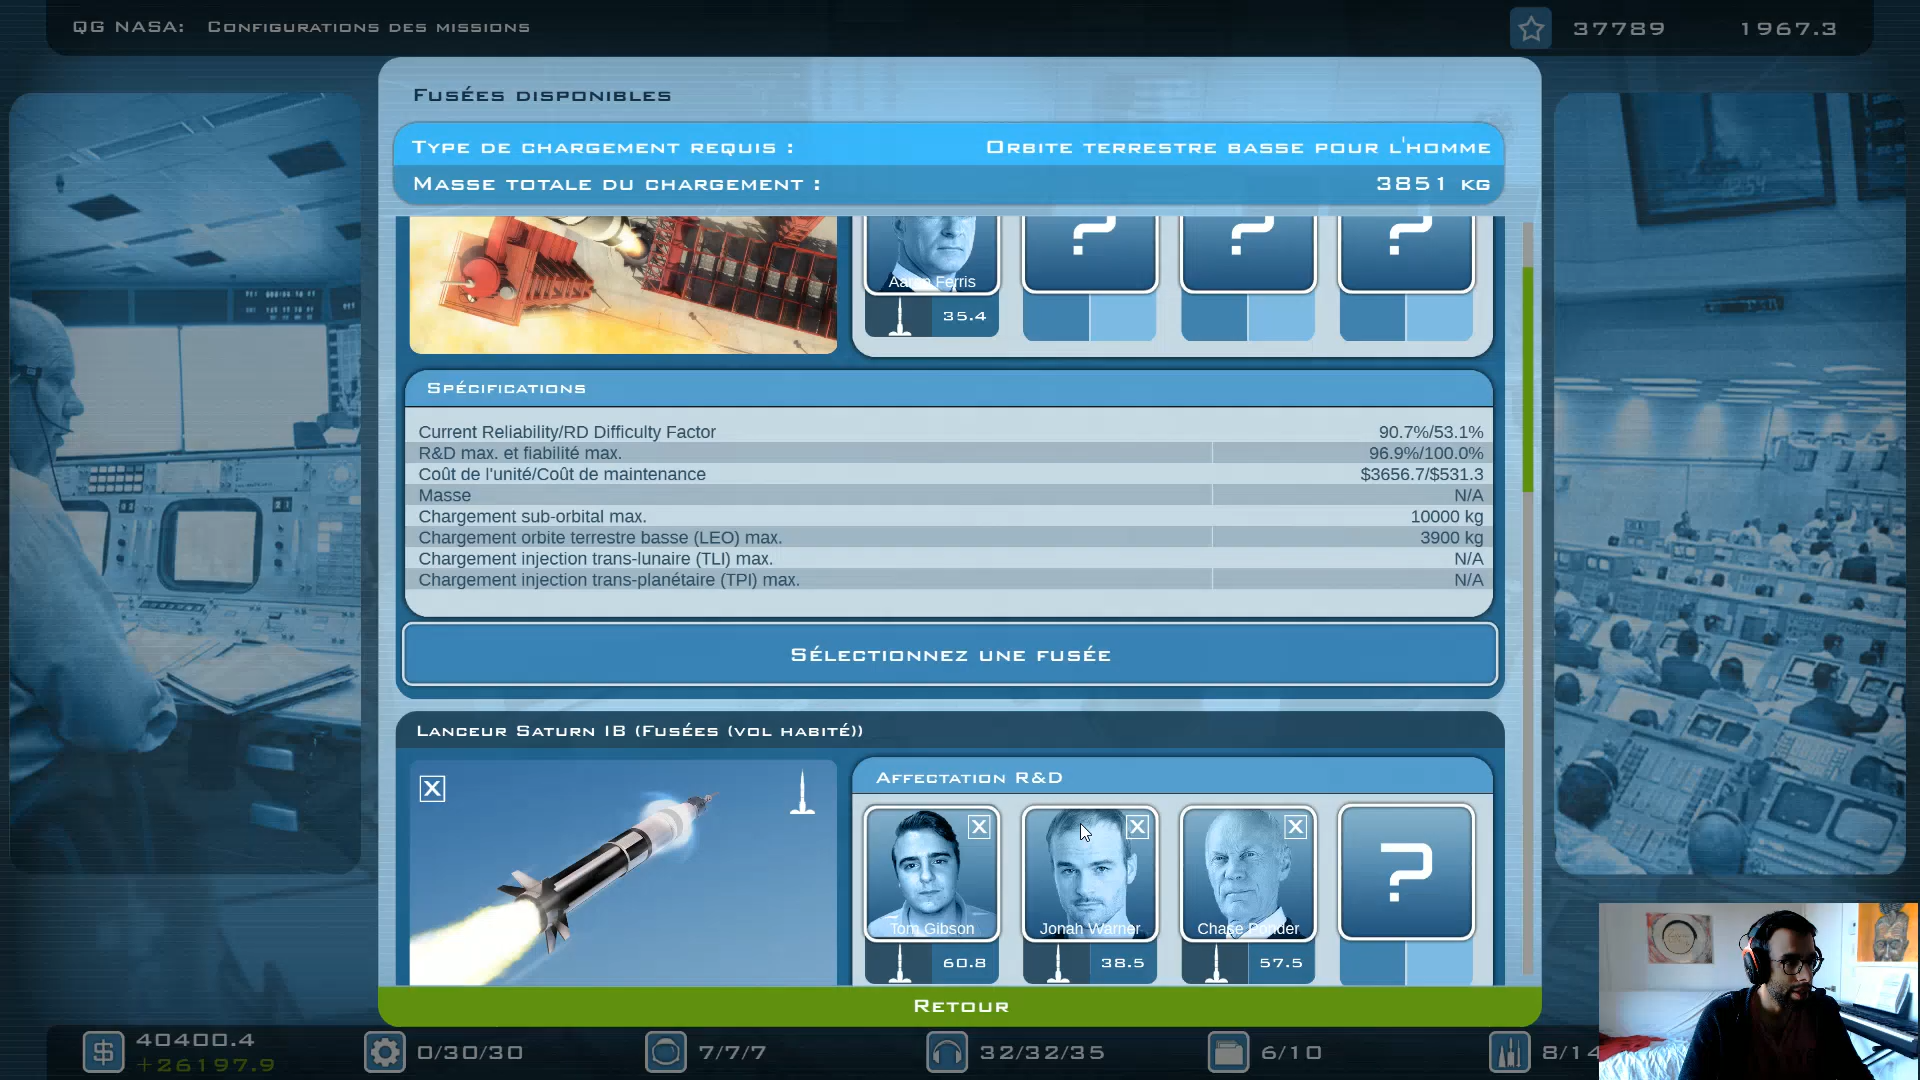 QG NASA: Configurations des missions
37789
1967.3
Fusées disponibles
Type de chargement requis : Orbite terrestre basse pour l'homme
Masse totale du chargement : 3851 kg
Aaron Ferris
35.4
Spécifications
Current Reliability/RD Difficulty Factor 90.7%/53.1%
R&D max. et fiabilité max. 96.9%/100.0%
Coût de l'unité/Coût de maintenance $3656.7/$531.3
Masse N/A
Chargement sub-orbital max. 10000 kg
Chargement orbite terrestre basse (LEO) max. 3900 kg
Chargement injection trans-lunaire (TLI) max. N/A
Chargement injection trans-planétaire (TPI) max. N/A
Sélectionnez une fusée
Lanceur Saturn IB (Fusées (vol habité))
Affectation R&D
Tom Gibson Jonah Warner Chase Ponder
60.8 38.5 57.5
Retour
40400.4
+26197.9
0/30/30
7/7/7
32/32/35
6/10
8/14